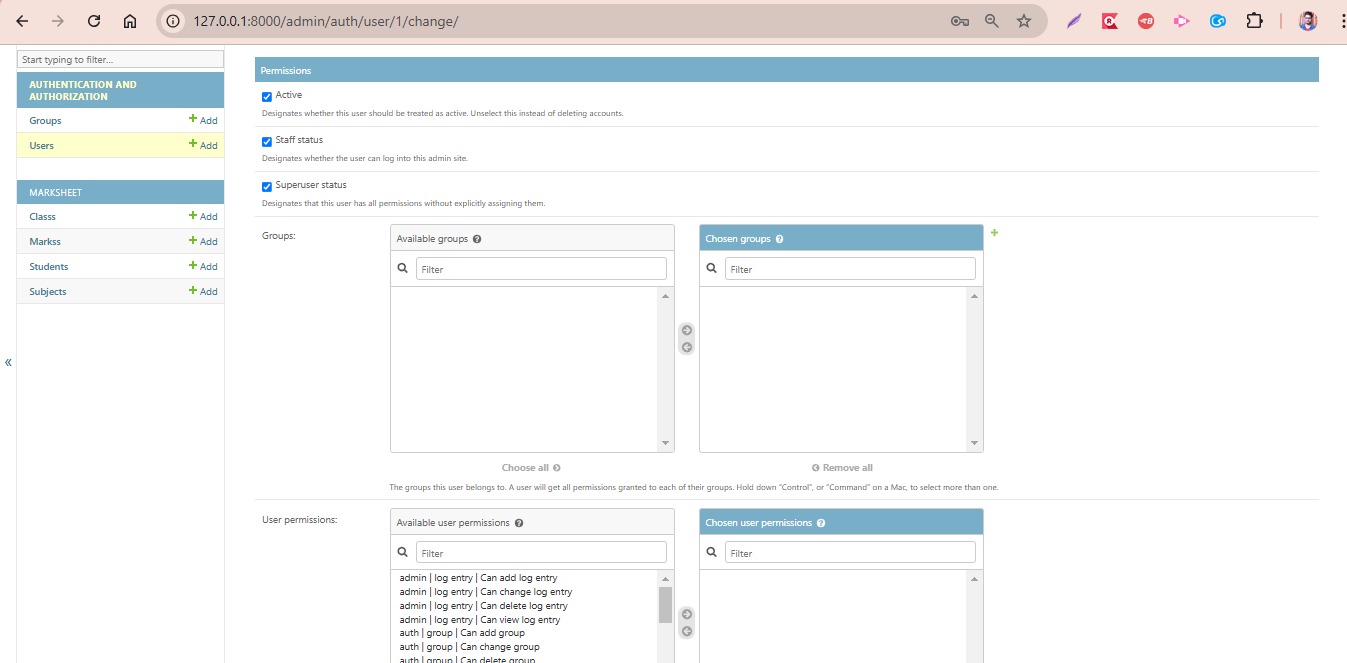 127.0.0.1:8000/admin/auth/user/1/change/
Start typing to filter...
AUTHENTICATION AND
AUTHORIZATION
Groups
+ Add
Users
+ Add
MARKSHEET
Classs
+ Add
Markss
+ Add
Students
+ Add
Subjects
+ Add
«
Permissions
Active
Designates whether this user should be treated as active. Unselect this instead of deleting accounts.
Staff status
Designates whether the user can log into this admin site.
Superuser status
Designates that this user has all permissions without explicitly assigning them.
Groups:
Available groups ?
Filter
Choose all
Chosen groups ?
Filter
Remove all
The groups this user belongs to. A user will get all permissions granted to each of their groups. Hold down “Control”, or “Command” on a Mac, to select more than one.
User permissions:
Available user permissions ?
Filter
admin | log entry | Can add log entry
admin | log entry | Can change log entry
admin | log entry | Can delete log entry
admin | log entry | Can view log entry
auth | group | Can add group
auth | group | Can change group
auth | group | Can delete group
Chosen user permissions ?
Filter